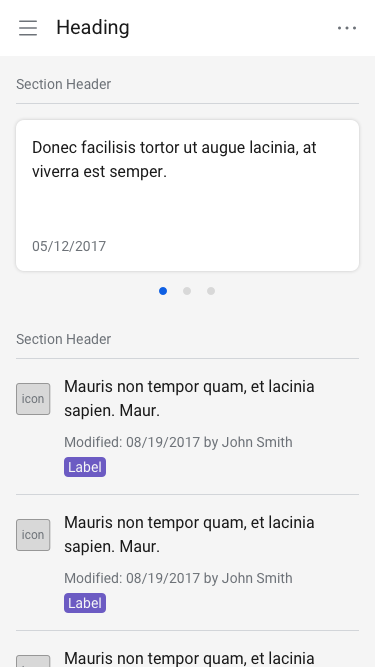 Heading
Section Header
Donec facilisis tortor ut augue lacinia, at
viverra est semper.
05/12/2017
Section Header
icon
Mauris non tempor quam, et lacinia
sapien. Maur.
Modified: 08/19/2017 by John Smith
Label
icon
Mauris non tempor quam, et lacinia
sapien. Maur.
Modified: 08/19/2017 by John Smith
Label
Mauris non tempor quam, et lacinia